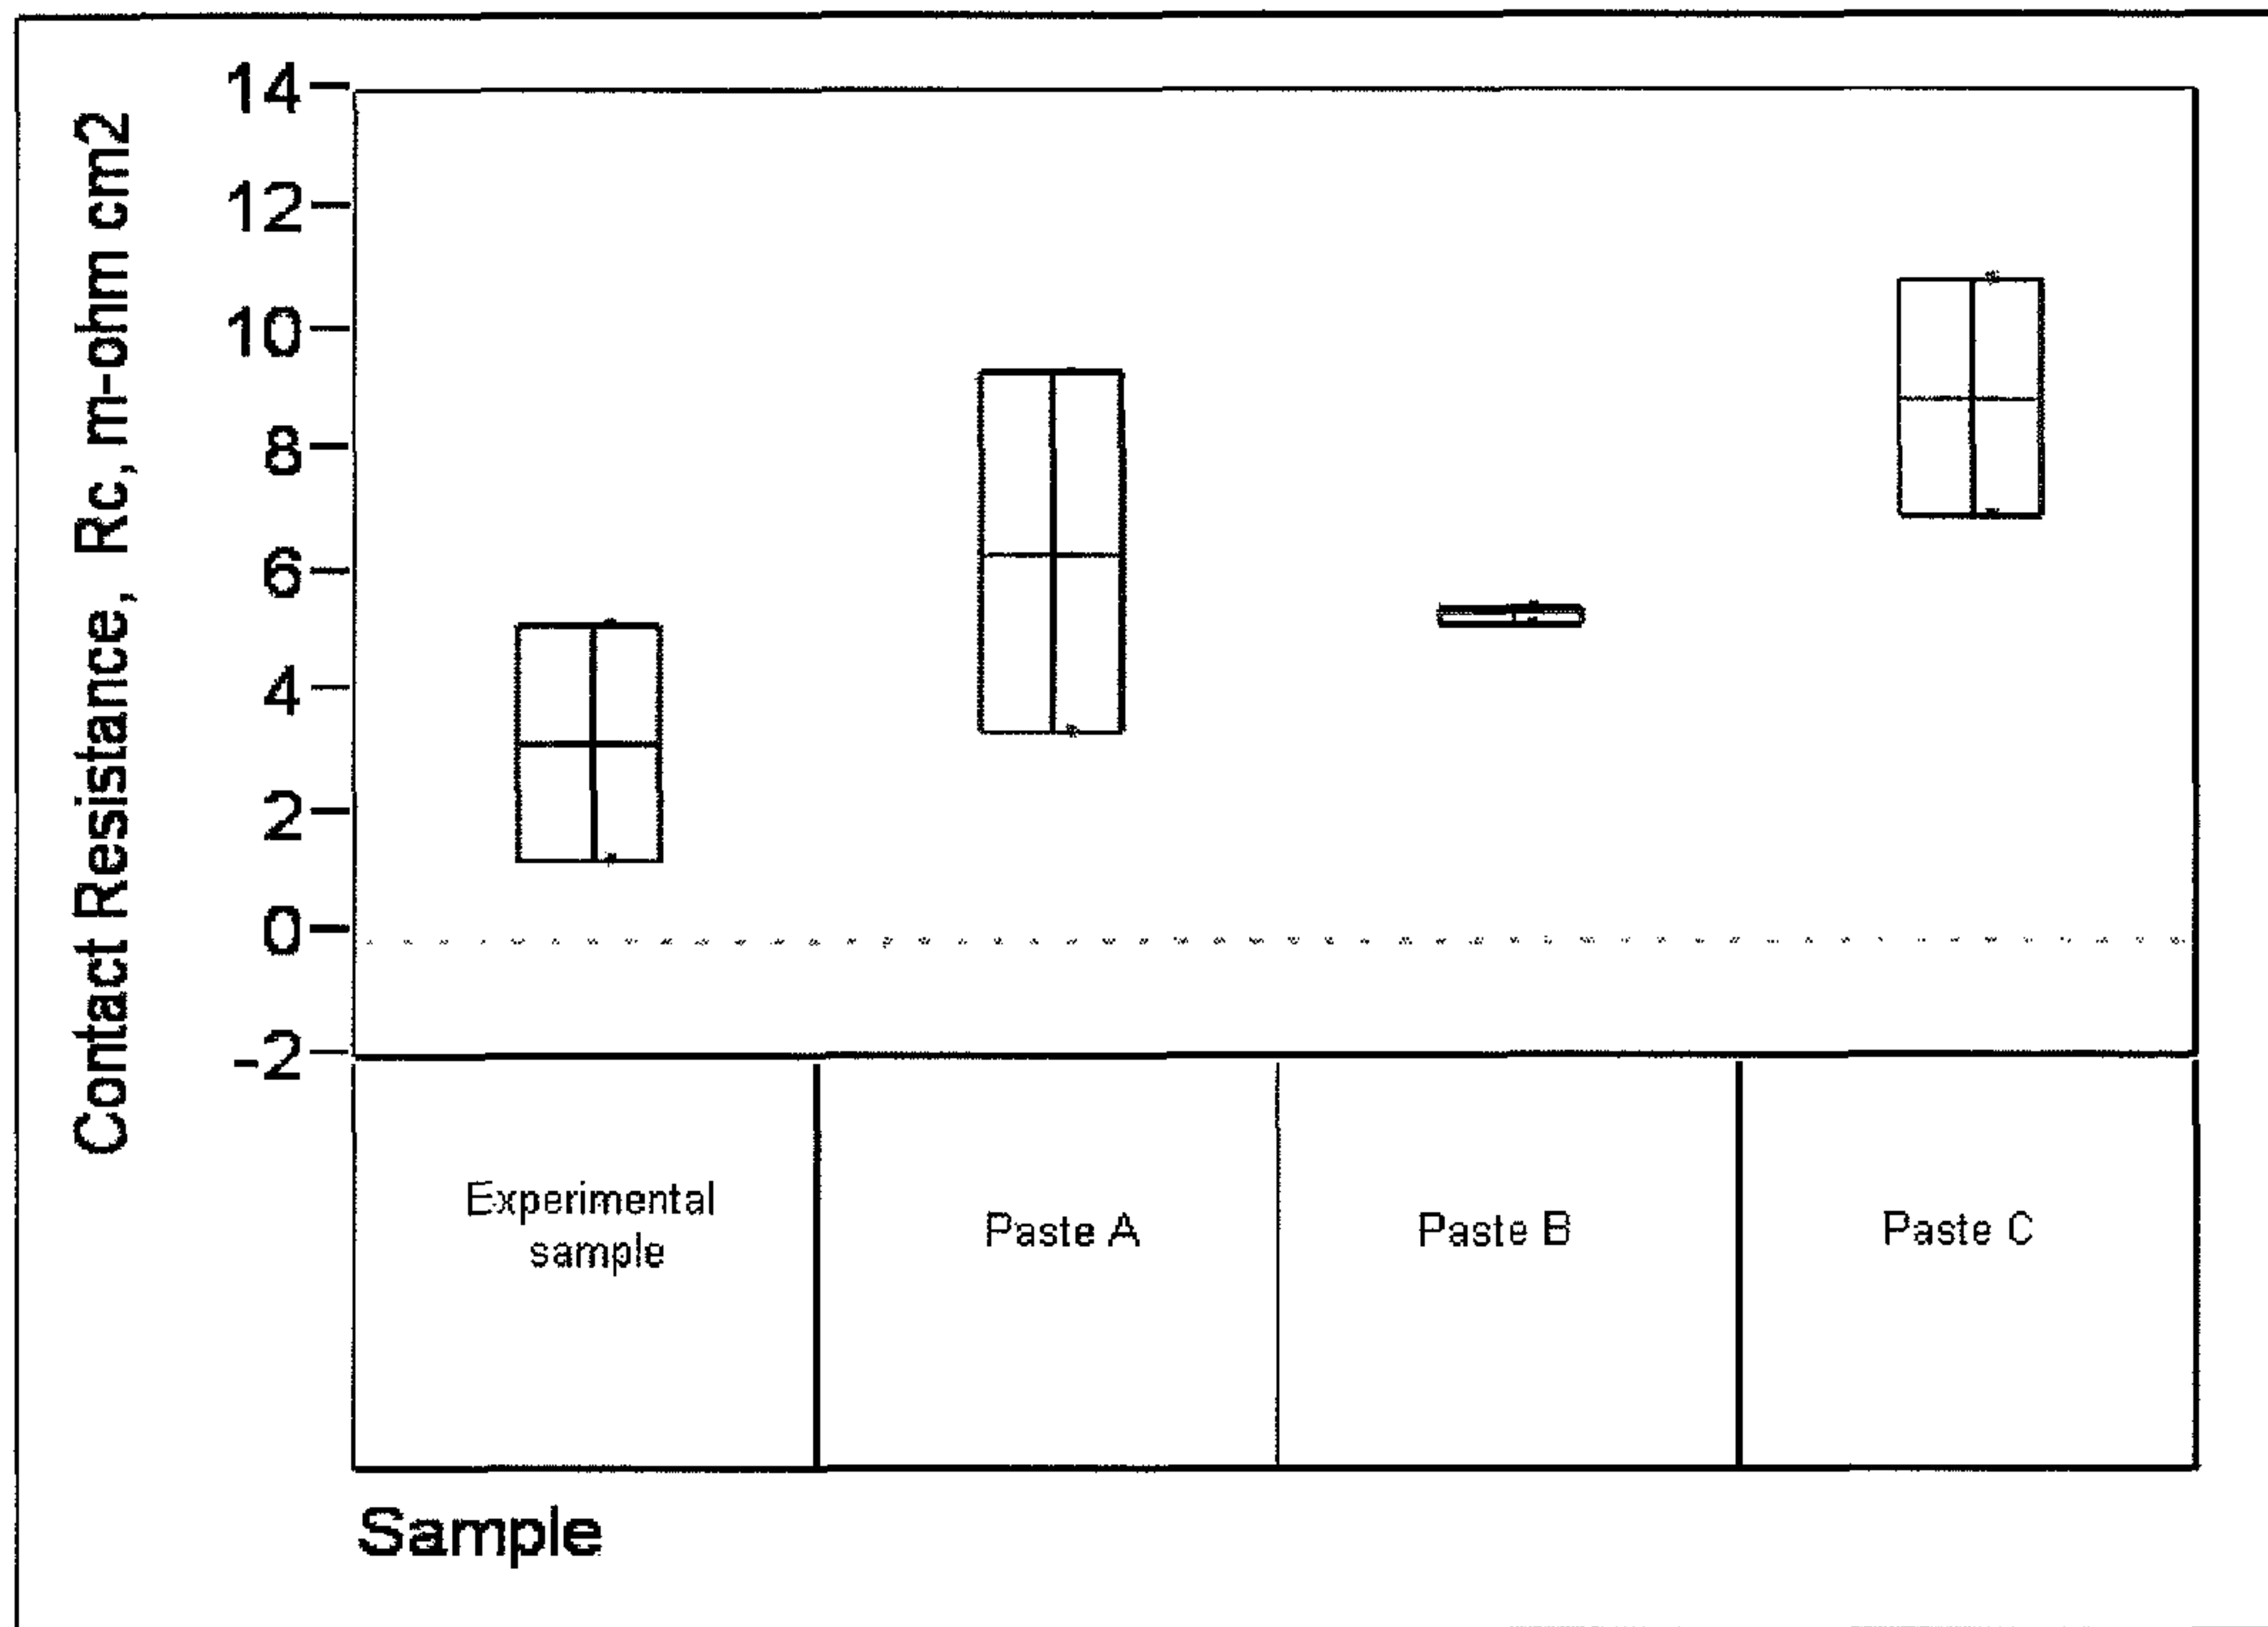 Contact Resistance, Rc, m-ohm cm2
14
12
10
8
6
4
2
0
-2
Experimental
sample
Paste A
Paste B
Paste C
Sample